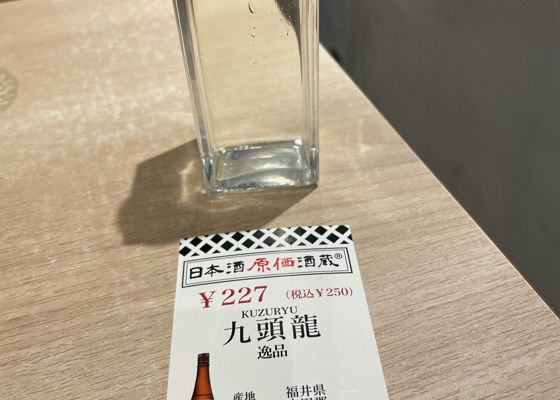 日本酒原価酒蔵®
￥227 (税込￥250)
KUZURYU
九頭龍
逸品
産地 福井県